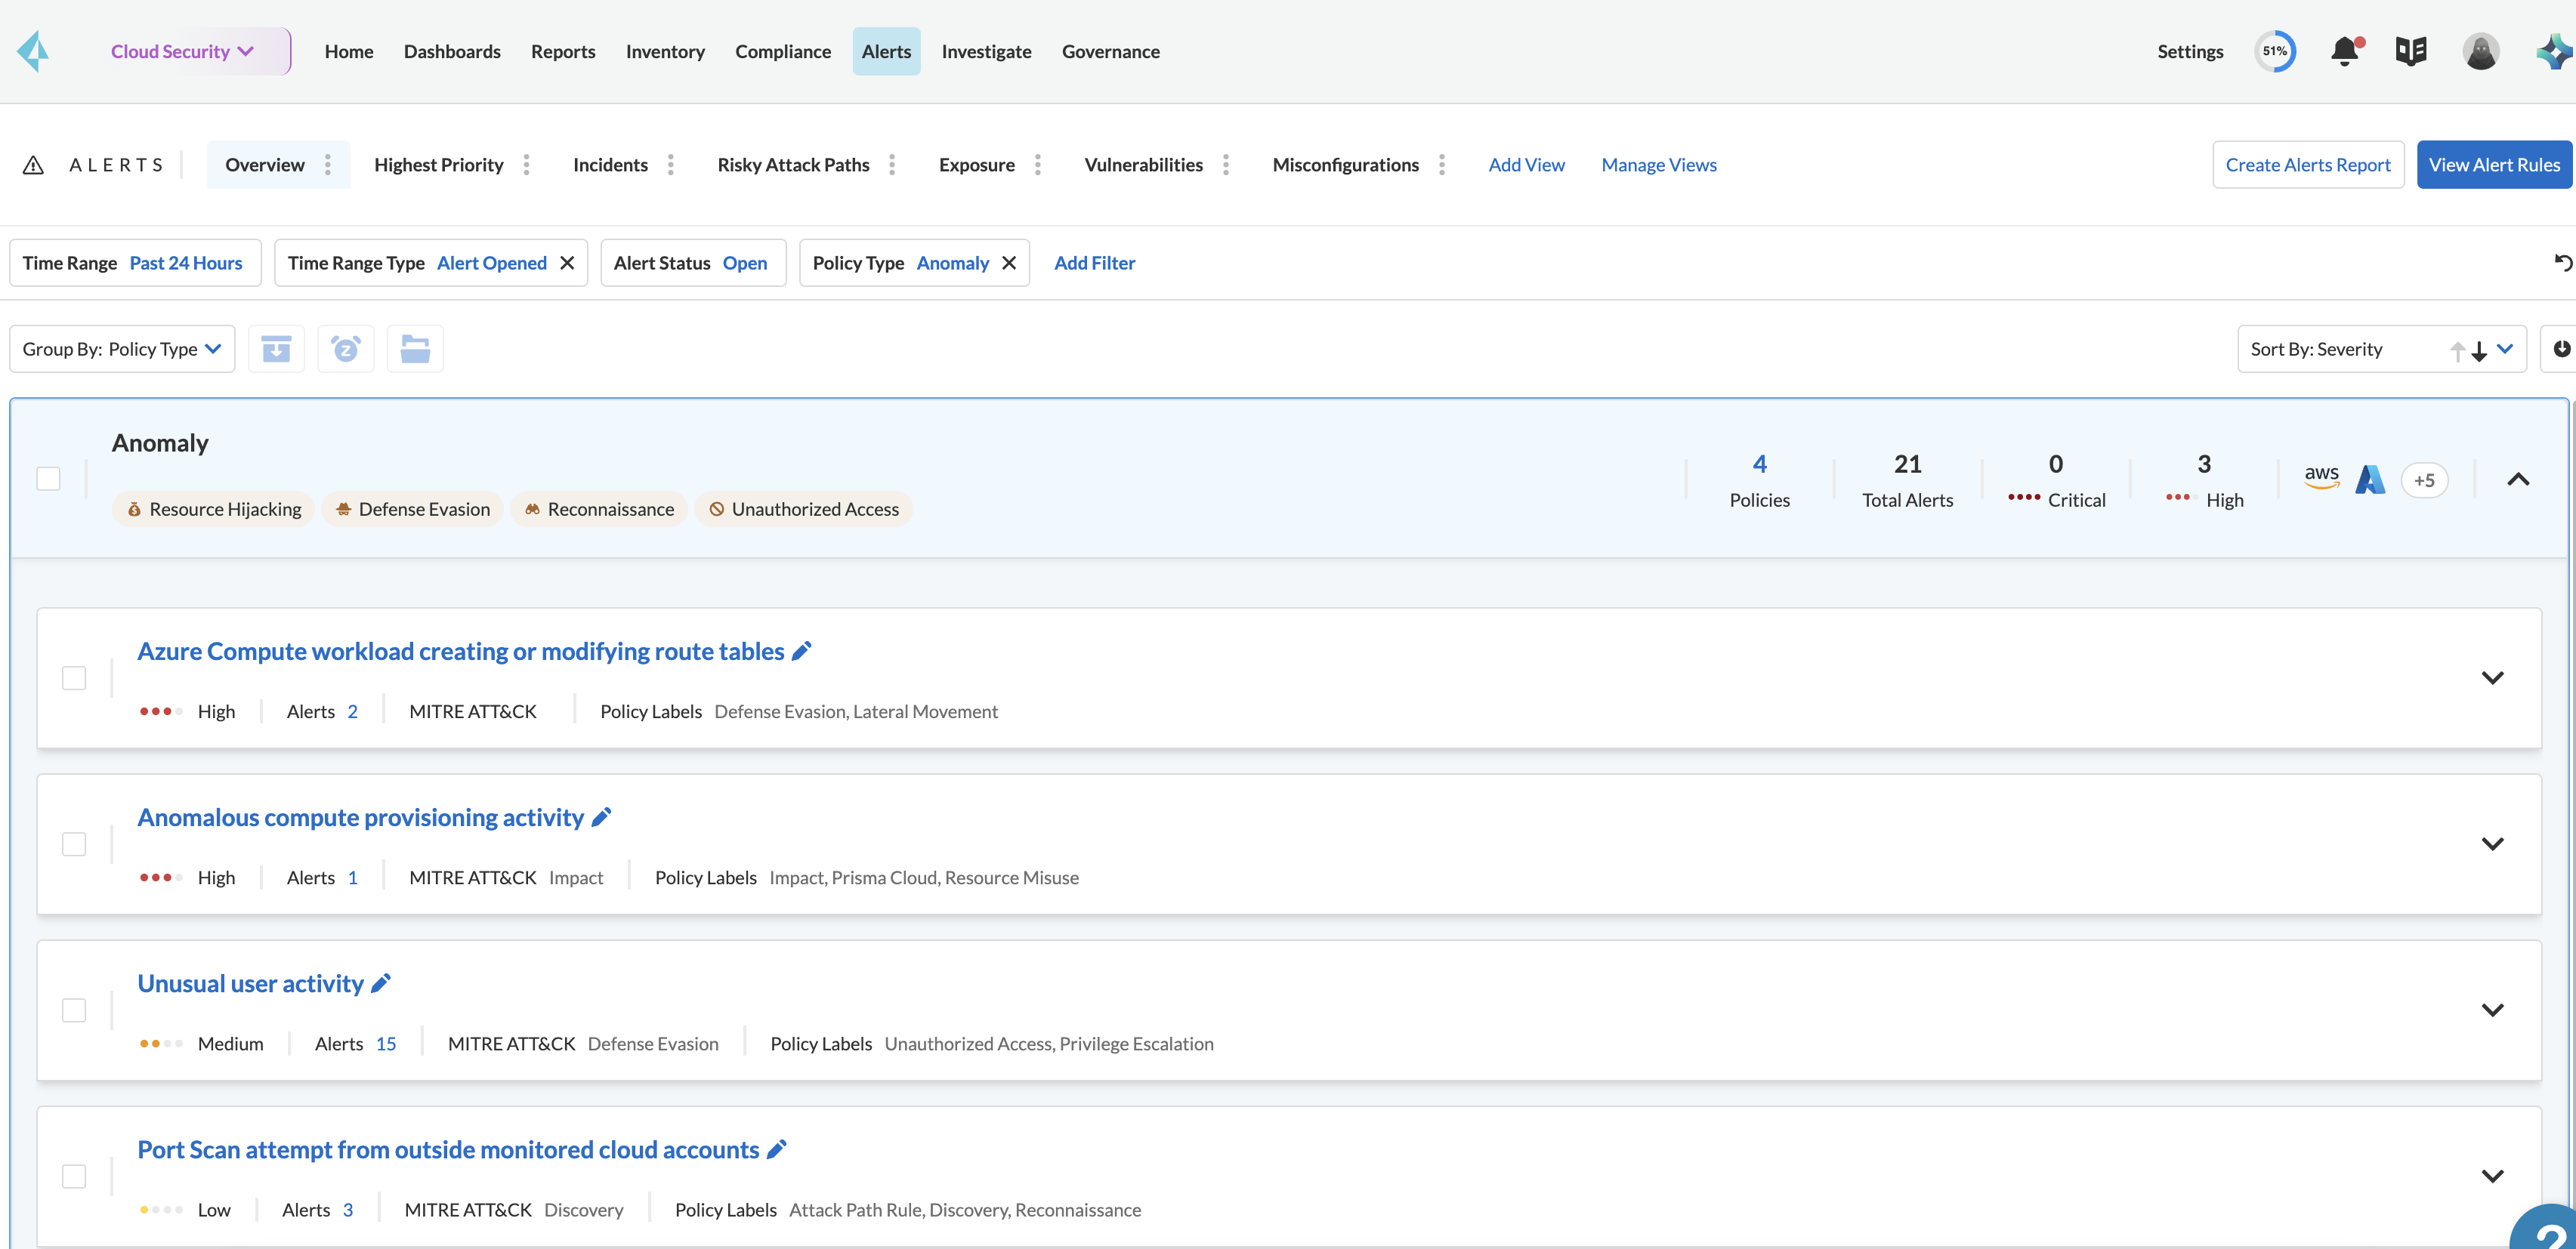 Cloud Security Home Dashboards Reports Inventory Compliance Alerts Investigate Governance Settings 51%
ALERTS Overview Highest Priority Incidents Risky Attack Paths Exposure Vulnerabilities Misconfigurations Add View Manage Views Create Alerts Report View Alert Rules
Time Range Past 24 Hours Time Range Type Alert Opened Alert Status Open Policy Type Anomaly Add Filter
Group By: Policy Type Sort By: Severity
Anomaly
Resource Hijacking Defense Evasion Reconnaissance Unauthorized Access
4 21 0 3
Policies Total Alerts Critical High
aws +5
Azure Compute workload creating or modifying route tables
High Alerts 2 MITRE ATT&CK Policy Labels Defense Evasion, Lateral Movement
Anomalous compute provisioning activity
High Alerts 1 MITRE ATT&CK Impact Policy Labels Impact, Prisma Cloud, Resource Misuse
Unusual user activity
Medium Alerts 15 MITRE ATT&CK Defense Evasion Policy Labels Unauthorized Access, Privilege Escalation
Port Scan attempt from outside monitored cloud accounts
Low Alerts 3 MITRE ATT&CK Discovery Policy Labels Attack Path Rule, Discovery, Reconnaissance
?